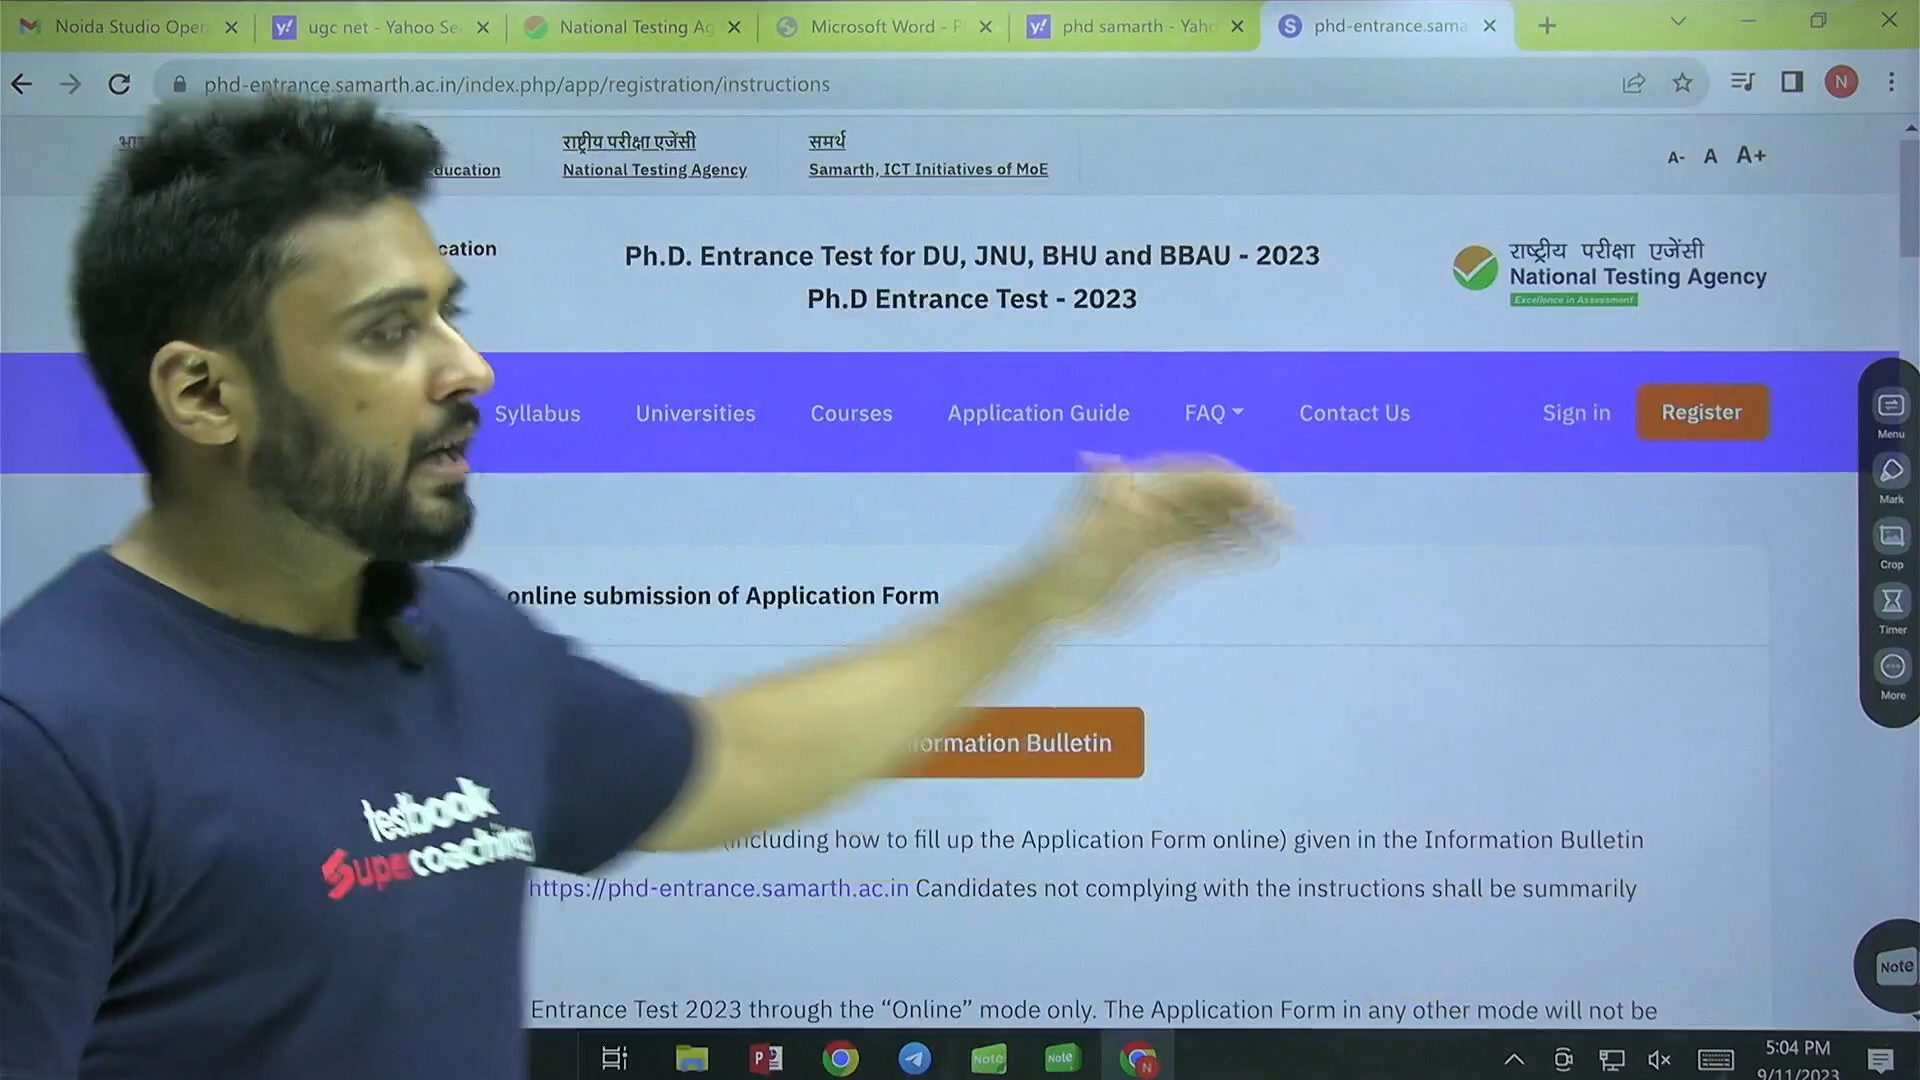 Noida Studio Oper
ugc net - Yahoo Se
National Testing Ag
Microsoft Word - P
phd samarth - Yaho
phd-entrance.sama
phd-entrance.samarth.ac.in/index.php/app/registration/instructions
N
राष्ट्रीय परीक्षा एजेंसी
National Testing Agency
समर्थ
Samarth, ICT Initiatives of MoE
A- A A+
Ph.D. Entrance Test for DU, JNU, BHU and BBAU - 2023
Ph.D Entrance Test - 2023
राष्ट्रीय परीक्षा एजेंसी
National Testing Agency
Excellence in Assessment
Syllabus Universities Courses Application Guide FAQ Contact Us Sign in Register
Menu
Mark
Crop
Timer
More
online submission of Application Form
Bulletin
testbook
Supercoaching
(including how to fill up the Application Form online) given in the Information Bulletin
https://phd-entrance.samarth.ac.in Candidates not complying with the instructions shall be summarily
Note
Entrance Test 2023 through the “Online” mode only. The Application Form in any other mode will not be
Note Note N
5:04 PM
9/11/2023